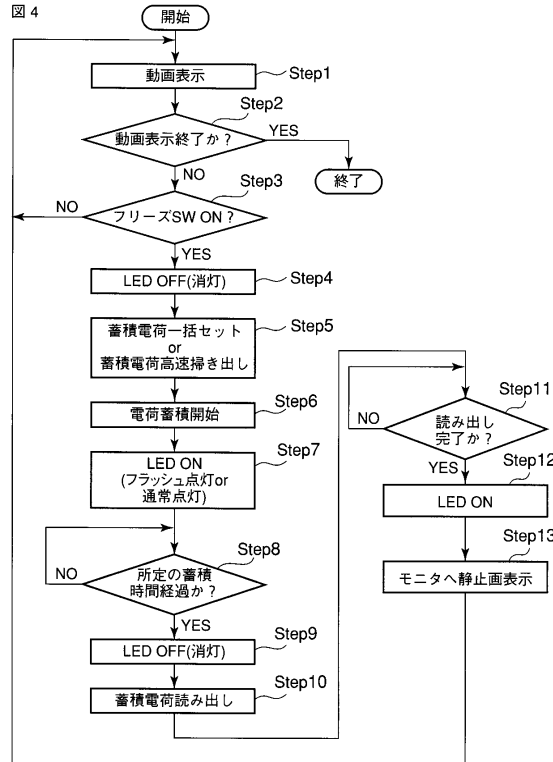 図4
開始
動画表示
Step1
Step2
動画表示終了か?
YES
終了
NO
Step3
フリーズSW ON?
NO
YES
LED OFF(消灯)
Step4
蓄積電荷一括セット
or
蓄積電荷高速掃き出し
Step5
電荷蓄積開始
Step6
LED ON
(フラッシュ点灯or
通常点灯)
Step7
Step8
所定の蓄積
時間経過か?
NO
YES
LED OFF(消灯)
Step9
蓄積電荷読み出し
Step10
Step11
読み出し
完了か?
NO
YES
Step12
LED ON
Step13
モニタへ静止画表示